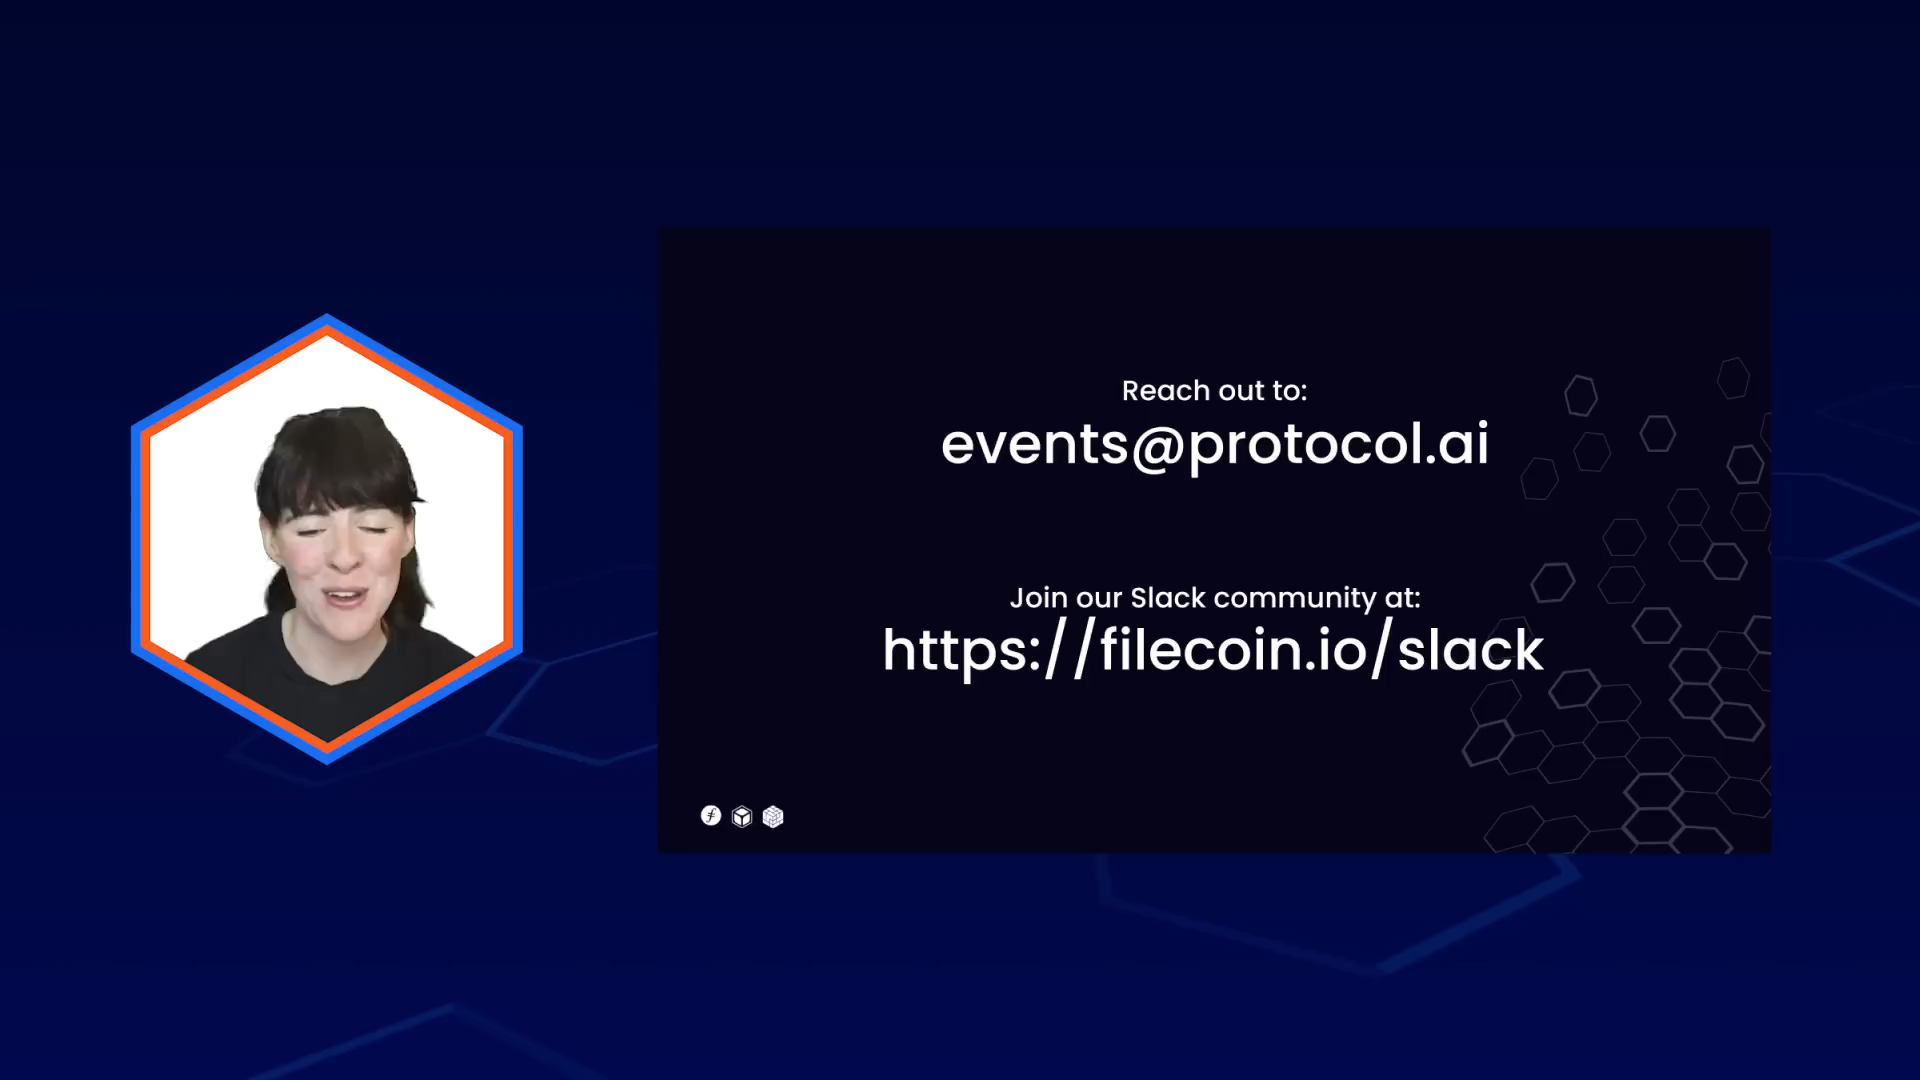 Reach out to:
events@protocol.ai
Join our Slack community at:
https://filecoin.io/slack